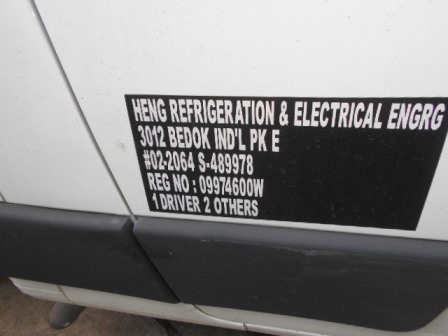 HENG REFRIGERATION & ELECTRICAL ENGRG
3012 BEDOK IND'L PK E
#02-2064 S-489978
REG NO : 09974600W
1 DRIVER 2 OTHERS